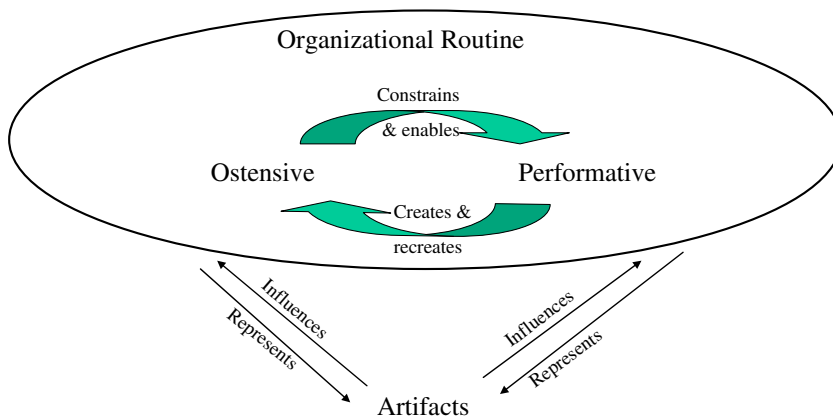 Organizational Routine
Constrains
& enables
Ostensive
Performative
Creates &
recreates
Influences
Represents
Influences
Represents
Artifacts